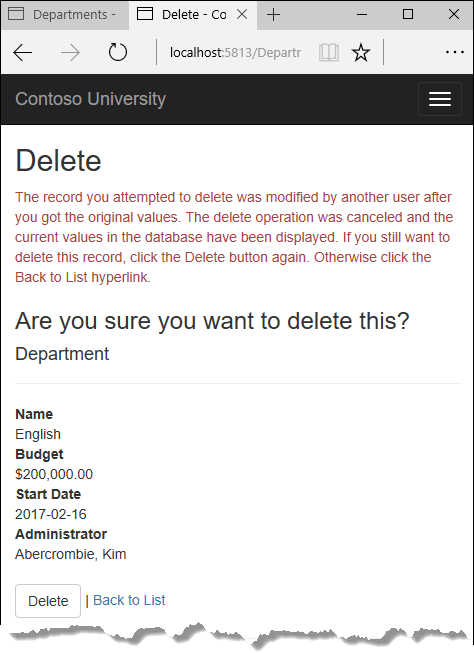 Departments -
Delete - Co
localhost:5813/Departr
Contoso University
Delete
The record you attempted to delete was modified by another user after
you got the original values. The delete operation was canceled and the
current values in the database have been displayed. If you still want to
delete this record, click the Delete button again. Otherwise click the
Back to List hyperlink.
Are you sure you want to delete this?
Department
Name
English
Budget
$200,000.00
Start Date
2017-02-16
Administrator
Abercrombie, Kim
Delete | Back to List